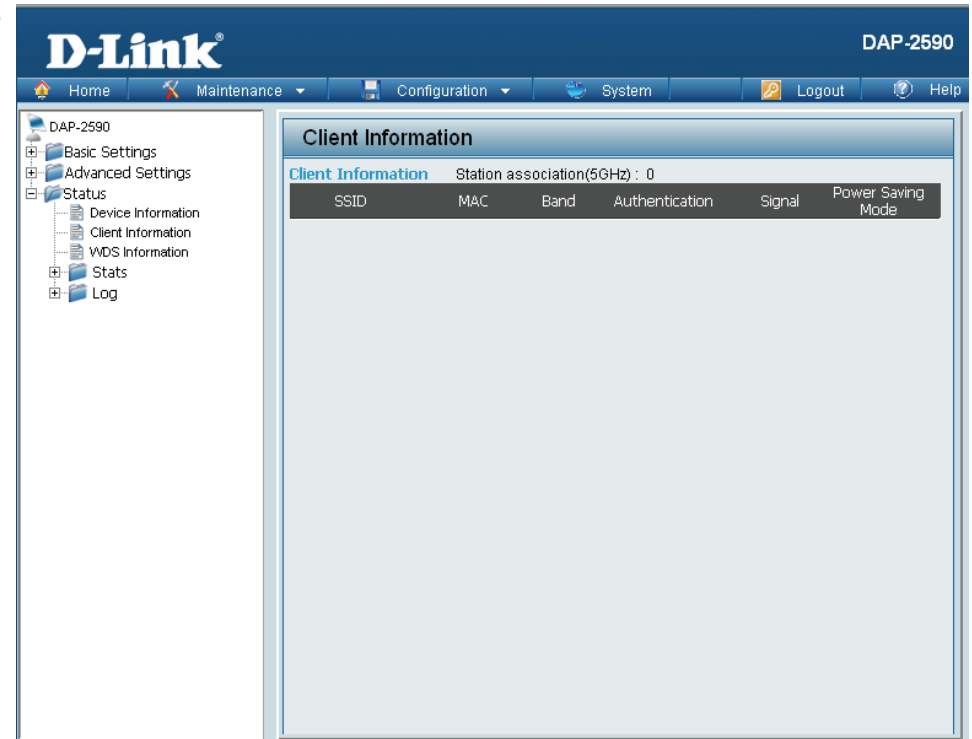 D-Link®
DAP-2590
Home Maintenance Configuration System Logout Help
DAP-2590
Basic Settings
Advanced Settings
Status
Device Information
Client Information
WDS Information
Stats
Log
Client Information
Client Information Station association(5GHz) : 0
SSID MAC Band Authentication Signal Power Saving Mode